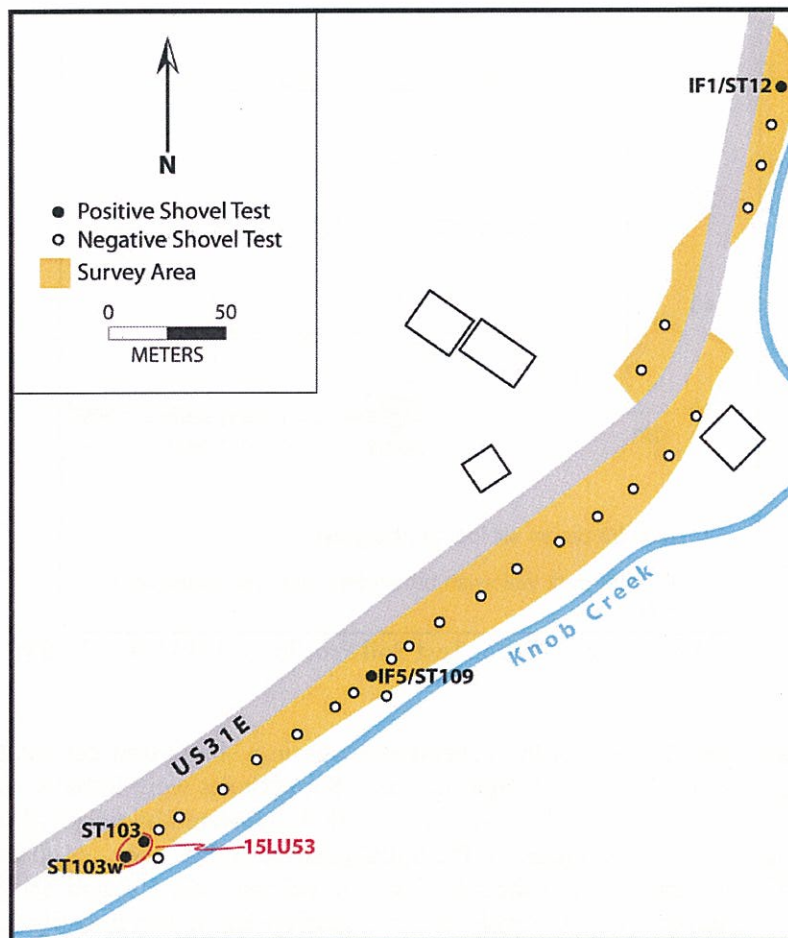 N
Positive Shovel Test
Negative Shovel Test
Survey Area
0 50
METERS
IF1/ST12
Knob Creek
IF5/ST109
US31E
ST103
15LU53
ST103w